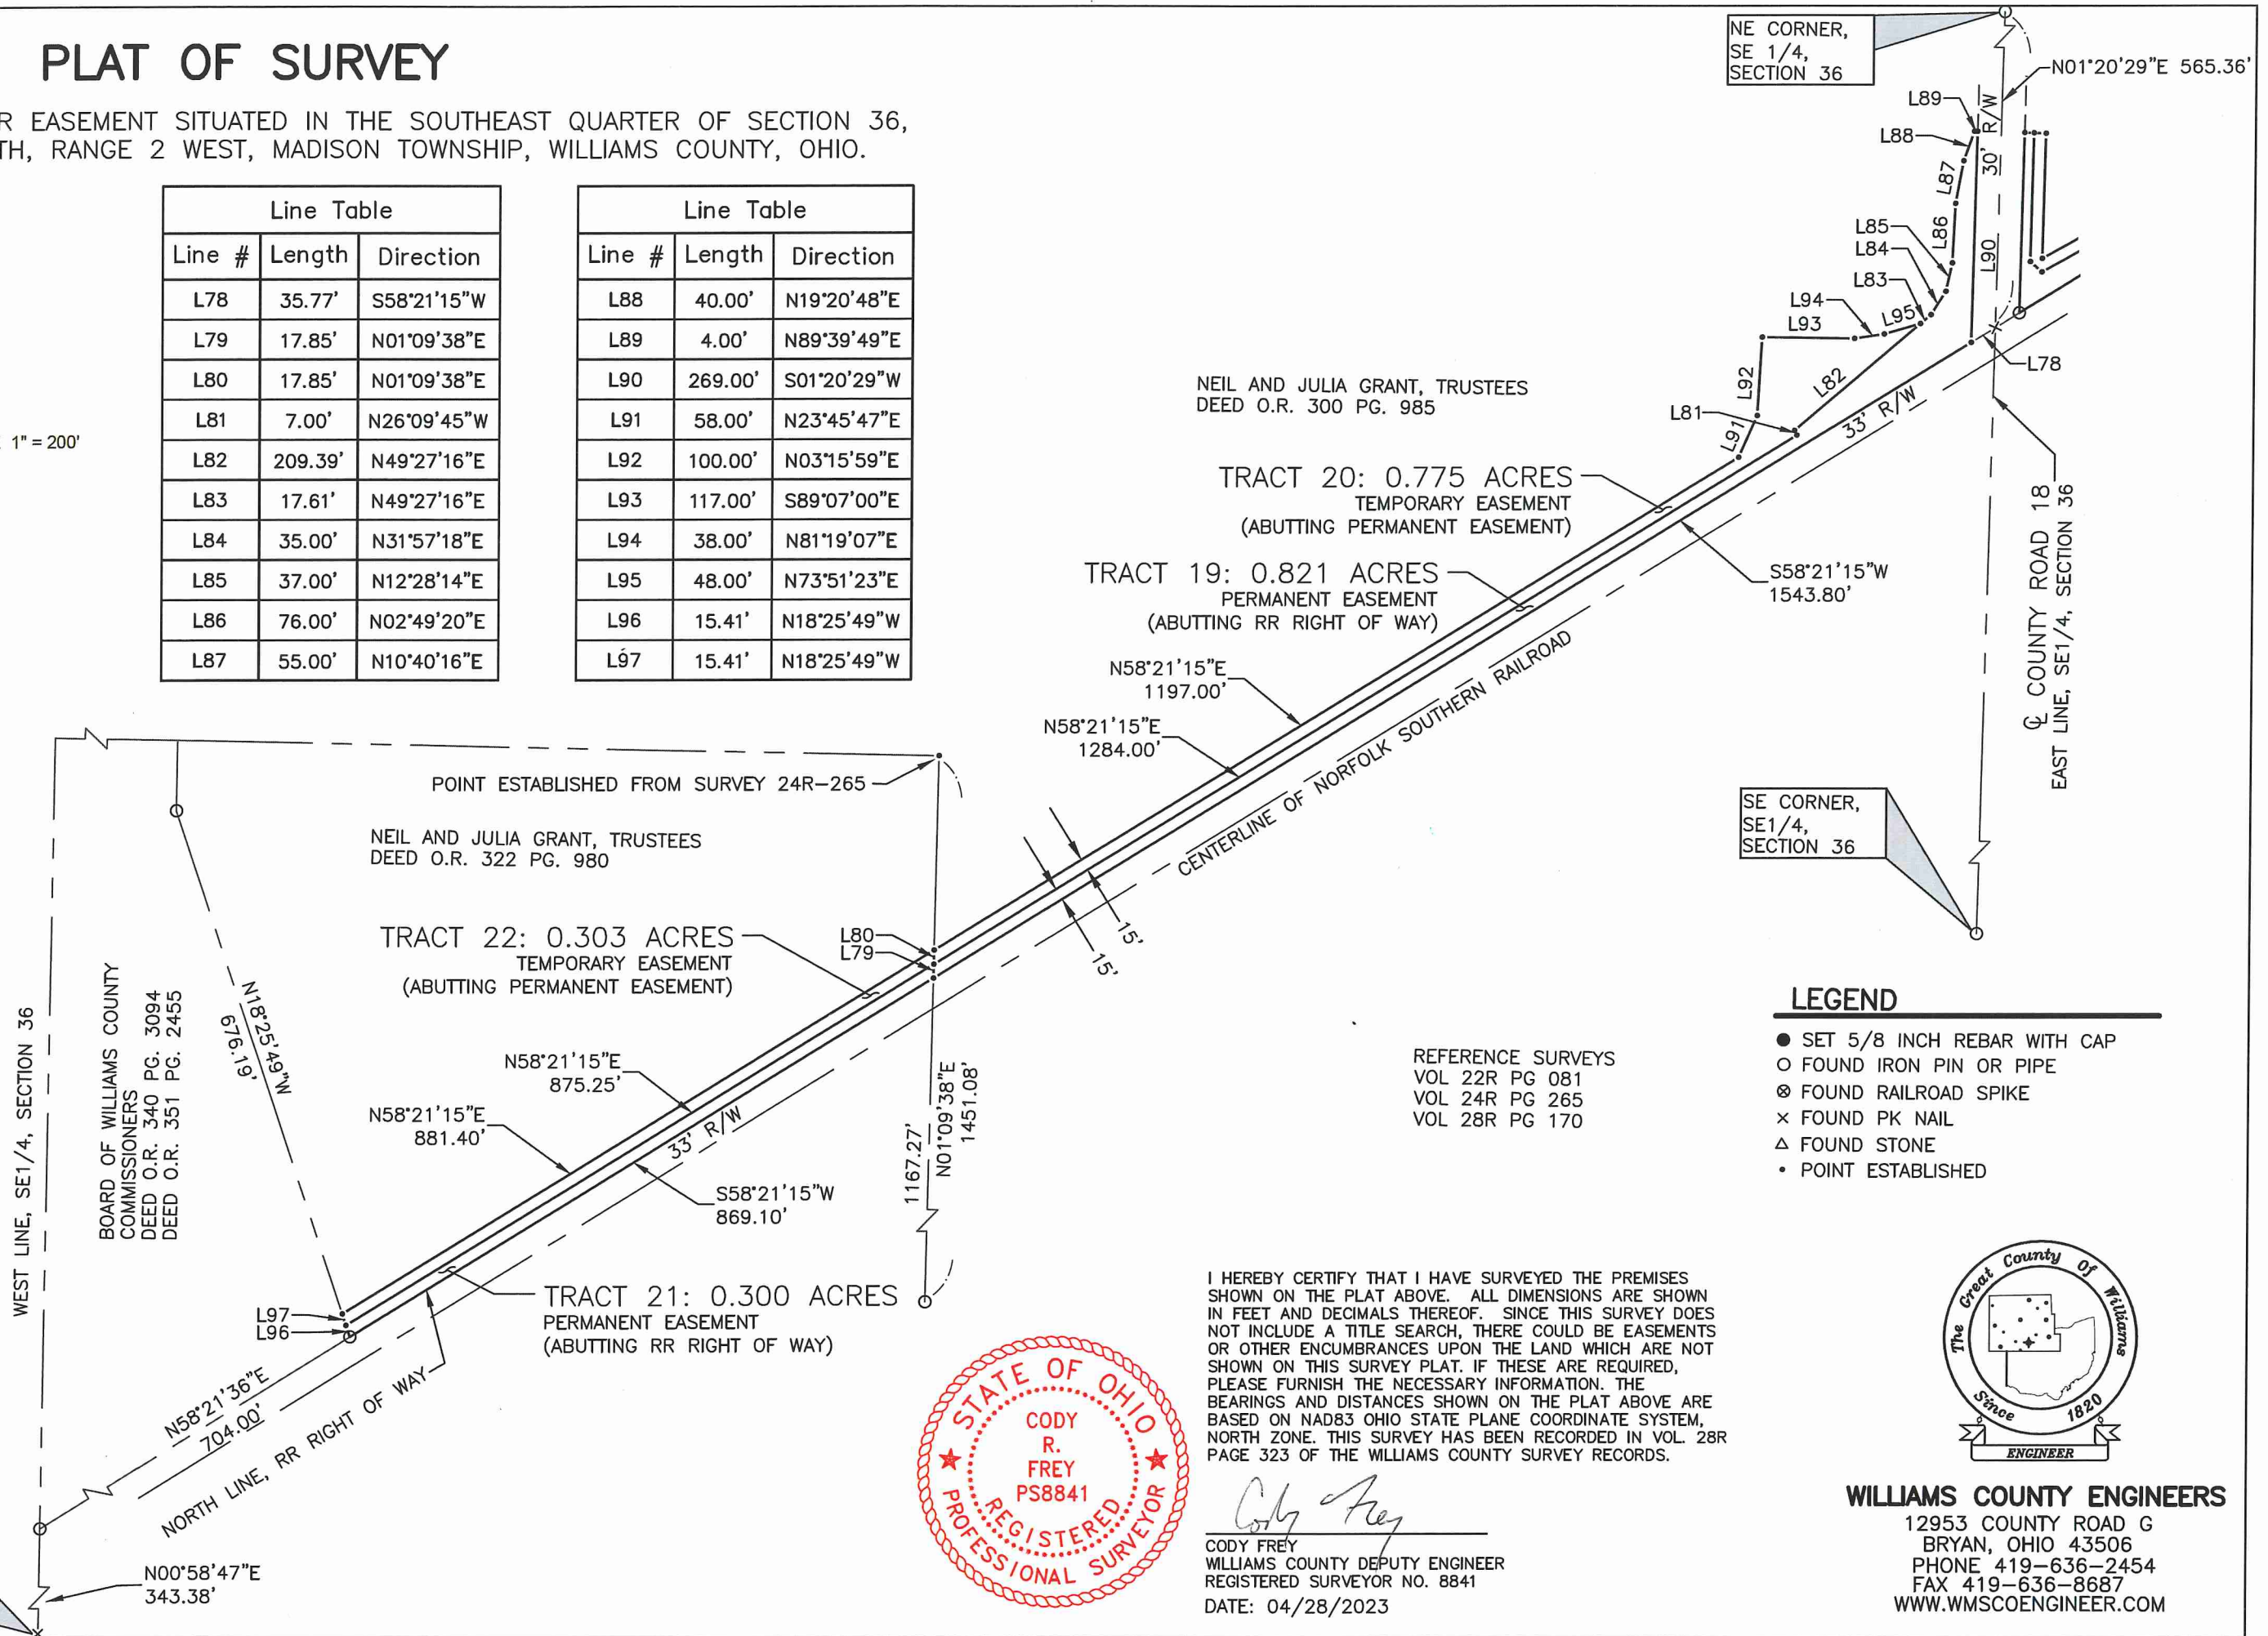 PLAT OF SURVEY
R EASEMENT SITUATED IN THE SOUTHEAST QUARTER OF SECTION 36,
TH, RANGE 2 WEST, MADISON TOWNSHIP, WILLIAMS COUNTY, OHIO.
Line Table
Line # Length Direction
L78 35.77' S58°21'15"W
L79 17.85' N01°09'38"E
L80 17.85' N01°09'38"E
L81 7.00' N26°09'45"W
L82 209.39' N49°27'16"E
L83 17.61' N49°27'16"E
L84 35.00' N31°57'18"E
L85 37.00' N12°28'14"E
L86 76.00' N02°49'20"E
L87 55.00' N10°40'16"E
Line Table
Line # Length Direction
L88 40.00' N19°20'48"E
L89 4.00' N89°39'49"E
L90 269.00' S01°20'29"W
L91 58.00' N23°45'47"E
L92 100.00' N03°15'59"E
L93 117.00' S89°07'00"E
L94 38.00' N81°19'07"E
L95 48.00' N73°51'23"E
L96 15.41' N18°25'49"W
L97 15.41' N18°25'49"W
1" = 200'
NE CORNER,
SE 1/4,
SECTION 36
N01°20'29"E 565.36'
L89
L88
L87
30' R/W
L86
L85
L84
L90
L83
L94
L93
L95
L78
L92
L82
L81
L91
33' R/W
NEIL AND JULIA GRANT, TRUSTEES
DEED O.R. 300 PG. 985
TRACT 20: 0.775 ACRES
TEMPORARY EASEMENT
(ABUTTING PERMANENT EASEMENT)
TRACT 19: 0.821 ACRES
PERMANENT EASEMENT
(ABUTTING RR RIGHT OF WAY)
S58°21'15"W
1543.80'
N58°21'15"E
1197.00'
N58°21'15"E
1284.00'
CENTERLINE OF NORFOLK SOUTHERN RAILROAD
℄ COUNTY ROAD 18
EAST LINE, SE1/4, SECTION 36
SE CORNER,
SE1/4,
SECTION 36
POINT ESTABLISHED FROM SURVEY 24R-265
NEIL AND JULIA GRANT, TRUSTEES
DEED O.R. 322 PG. 980
15'
15'
TRACT 22: 0.303 ACRES
TEMPORARY EASEMENT
(ABUTTING PERMANENT EASEMENT)
L80
L79
WEST LINE, SE1/4, SECTION 36
BOARD OF WILLIAMS COUNTY
COMMISSIONERS
DEED O.R. 340 PG. 3094
DEED O.R. 351 PG. 2455
N18°25'49"W
676.19'
N58°21'15"E
875.25'
N58°21'15"E
881.40'
33' R/W
S58°21'15"W
869.10'
1167.27'
N01°09'38"E
1451.08'
TRACT 21: 0.300 ACRES
PERMANENT EASEMENT
(ABUTTING RR RIGHT OF WAY)
L97
L96
N58°21'36"E
704.00'
NORTH LINE, RR RIGHT OF WAY
N00°58'47"E
343.38'
REFERENCE SURVEYS
VOL 22R PG 081
VOL 24R PG 265
VOL 28R PG 170
LEGEND
SET 5/8 INCH REBAR WITH CAP
FOUND IRON PIN OR PIPE
FOUND RAILROAD SPIKE
FOUND PK NAIL
FOUND STONE
POINT ESTABLISHED
I HEREBY CERTIFY THAT I HAVE SURVEYED THE PREMISES
SHOWN ON THE PLAT ABOVE. ALL DIMENSIONS ARE SHOWN
IN FEET AND DECIMALS THEREOF. SINCE THIS SURVEY DOES
NOT INCLUDE A TITLE SEARCH, THERE COULD BE EASEMENTS
OR OTHER ENCUMBRANCES UPON THE LAND WHICH ARE NOT
SHOWN ON THIS SURVEY PLAT. IF THESE ARE REQUIRED,
PLEASE FURNISH THE NECESSARY INFORMATION. THE
BEARINGS AND DISTANCES SHOWN ON THE PLAT ABOVE ARE
BASED ON NAD83 OHIO STATE PLANE COORDINATE SYSTEM,
NORTH ZONE. THIS SURVEY HAS BEEN RECORDED IN VOL. 28R
PAGE 323 OF THE WILLIAMS COUNTY SURVEY RECORDS.
Cody Frey
CODY FREY
WILLIAMS COUNTY DEPUTY ENGINEER
REGISTERED SURVEYOR NO. 8841
DATE: 04/28/2023
STATE OF OHIO
CODY
R.
FREY
PS8841
REGISTERED
PROFESSIONAL SURVEYOR
The Great County Of Williams
Since 1820
ENGINEER
WILLIAMS COUNTY ENGINEERS
12953 COUNTY ROAD G
BRYAN, OHIO 43506
PHONE 419-636-2454
FAX 419-636-8687
WWW.WMSCOENGINEER.COM